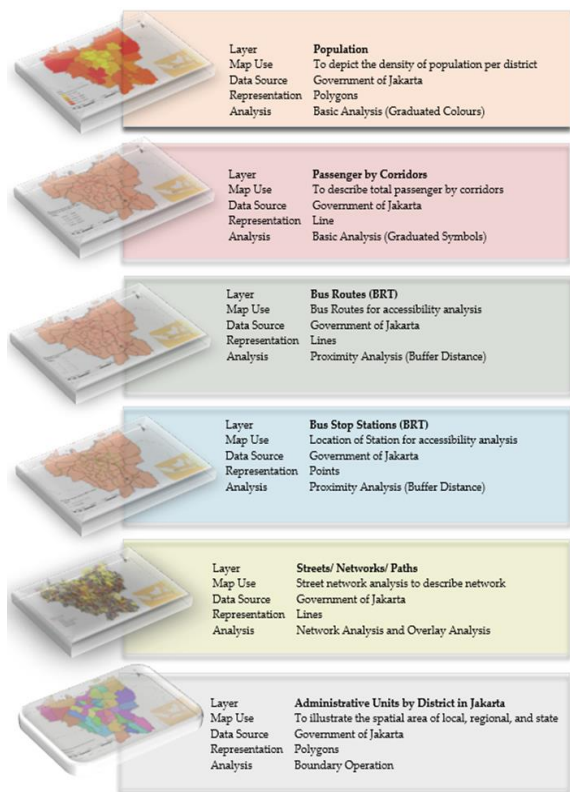 Layer Population
Map Use To depict the density of population per district
Data Source Government of Jakarta
Representation Polygons
Analysis Basic Analysis (Graduated Colours)
Layer Passenger by Corridors
Map Use To describe total passenger by corridors
Data Source Government of Jakarta
Representation Line
Analysis Basic Analysis (Graduated Symbols)
Layer Bus Routes (BRT)
Map Use Bus Routes for accessibility analysis
Data Source Government of Jakarta
Representation Lines
Analysis Proximity Analysis (Buffer Distance)
Layer Bus Stop Stations (BRT)
Map Use Location of Station for accessibility analysis
Data Source Government of Jakarta
Representation Points
Analysis Proximity Analysis (Buffer Distance)
Layer Streets/ Networks/ Paths
Map Use Street network analysis to describe network
Data Source Government of Jakarta
Representation Lines
Analysis Network Analysis and Overlay Analysis
Layer Administrative Units by District in Jakarta
Map Use To illustrate the spatial area of local, regional, and state
Data Source Government of Jakarta
Representation Polygons
Analysis Boundary Operation